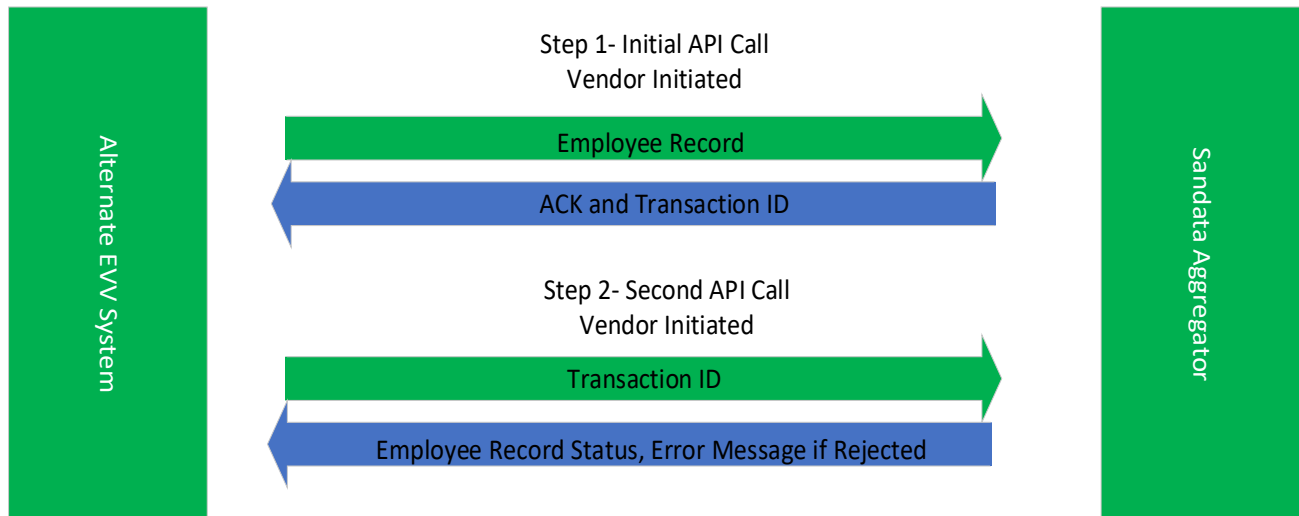 Alternate EVV System
Step 1- Initial API Call
Vendor Initiated
Employee Record
ACK and Transaction ID
Step 2- Second API Call
Vendor Initiated
Transaction ID
Employee Record Status, Error Message if Rejected
Sandata Aggregator